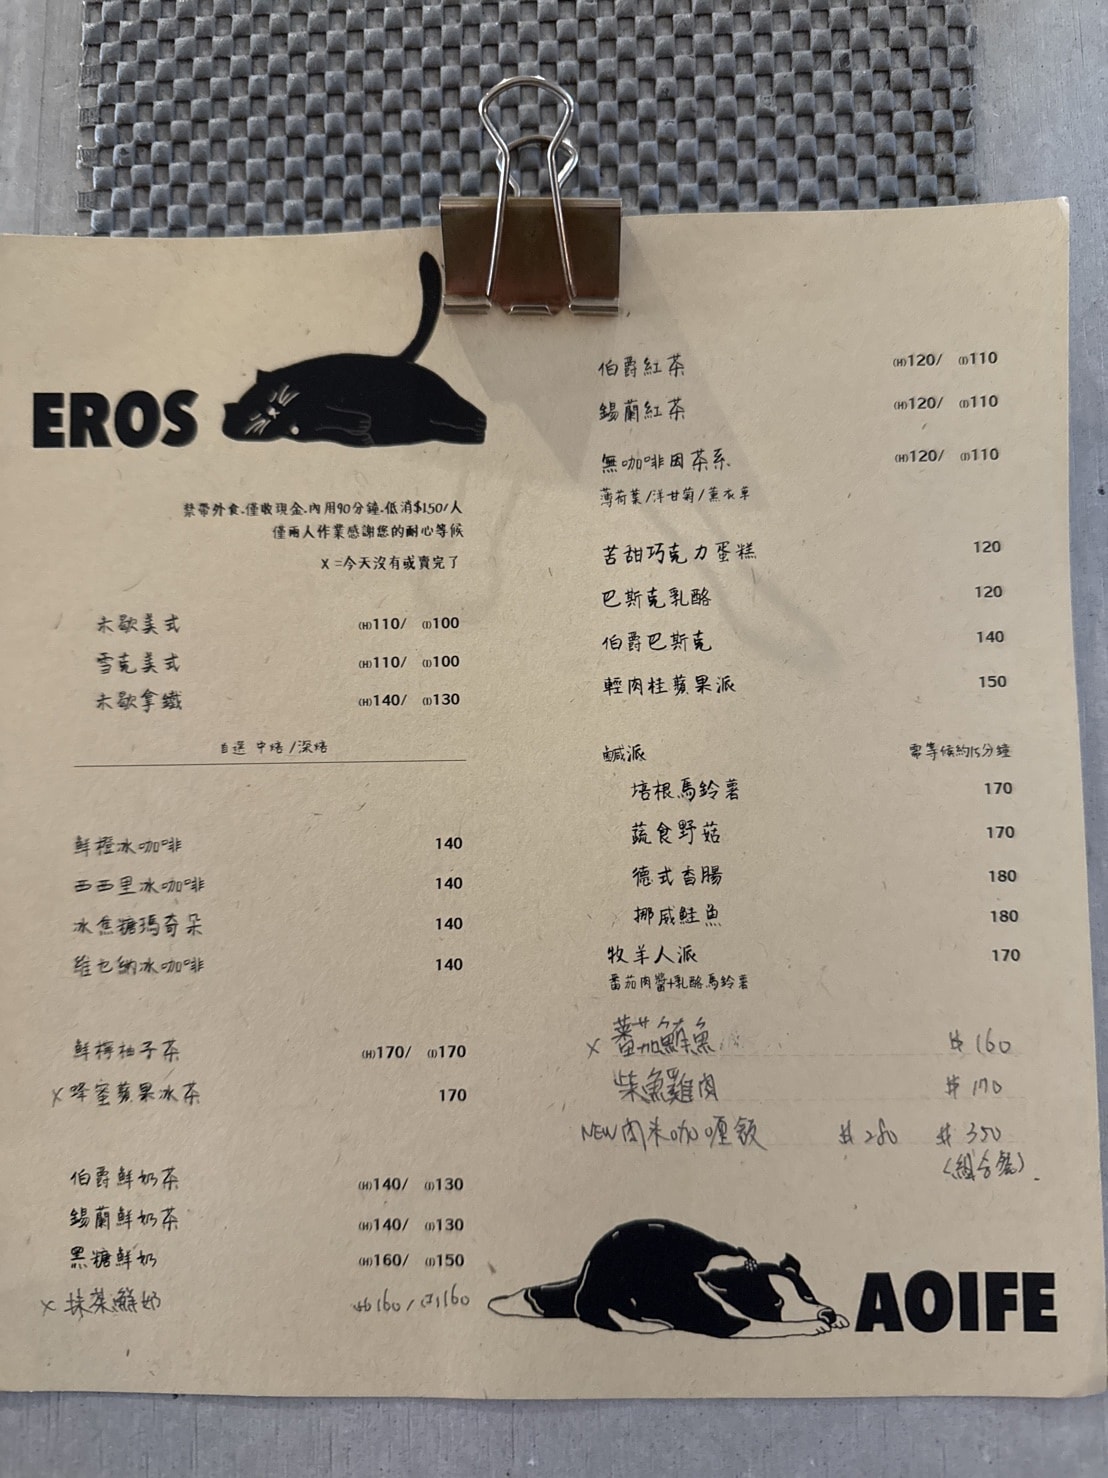 EROS
禁帶外食、僅收現金、內用90分鐘、低消$150/人
僅兩人作業感謝您的耐心等候
X =今天沒有或賣完了
未歇美式 (H)110/ (I)100
雪克美式 (H)110/ (I)100
未歇拿鐵 (H)140/ (I)130
自選 中焙/深焙
鮮橙冰咖啡 140
西西里冰咖啡 140
冰焦糖瑪奇朵 140
維也納冰咖啡 140
鮮檸柚子茶 (H)170/ (I)170
X 蜂蜜蘋果冰茶 170
伯爵鮮奶茶 (H)140/ (I)130
錫蘭鮮奶茶 (H)140/ (I)130
黑糖鮮奶 (H)160/ (I)150
X 抹茶鮮奶 (H)160/(I)160
伯爵紅茶 (H)120/ (I)110
錫蘭紅茶 (H)120/ (I)110
無咖啡因茶系 (H)120/ (I)110
薄荷葉/洋甘菊/薰衣草
苦甜巧克力蛋糕 120
巴斯克乳酪 120
伯爵巴斯克 140
輕肉桂蘋果派 150
鹹派 需等候約15分鐘
培根馬鈴薯 170
蔬食野菇 170
德式香腸 180
挪威鮭魚 180
牧羊人派 170
蕃茄肉醬+乳酪馬鈴薯
X 蕃茄鮪魚 $160
柴魚雞肉 $170
NEW 肉末咖哩飯 $280 $350
(組合餐)
AOIFE